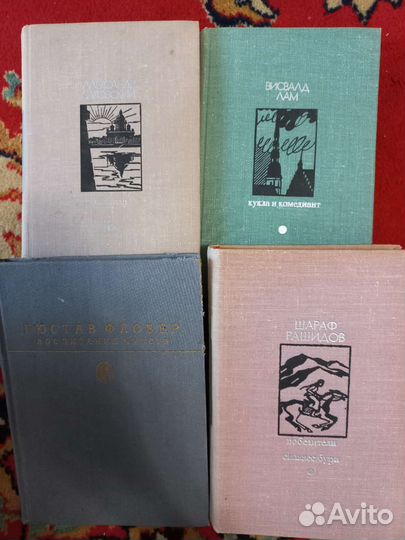 ВИСВАЛД
ЛАМ
кукла и комедиант
ГЮСТАВ ФЛОБЕР
ВОСПИТАНИЕ ЧУВСТВ
ШАРАФ
РАШИДОВ
победители
сильнее бури
Avito